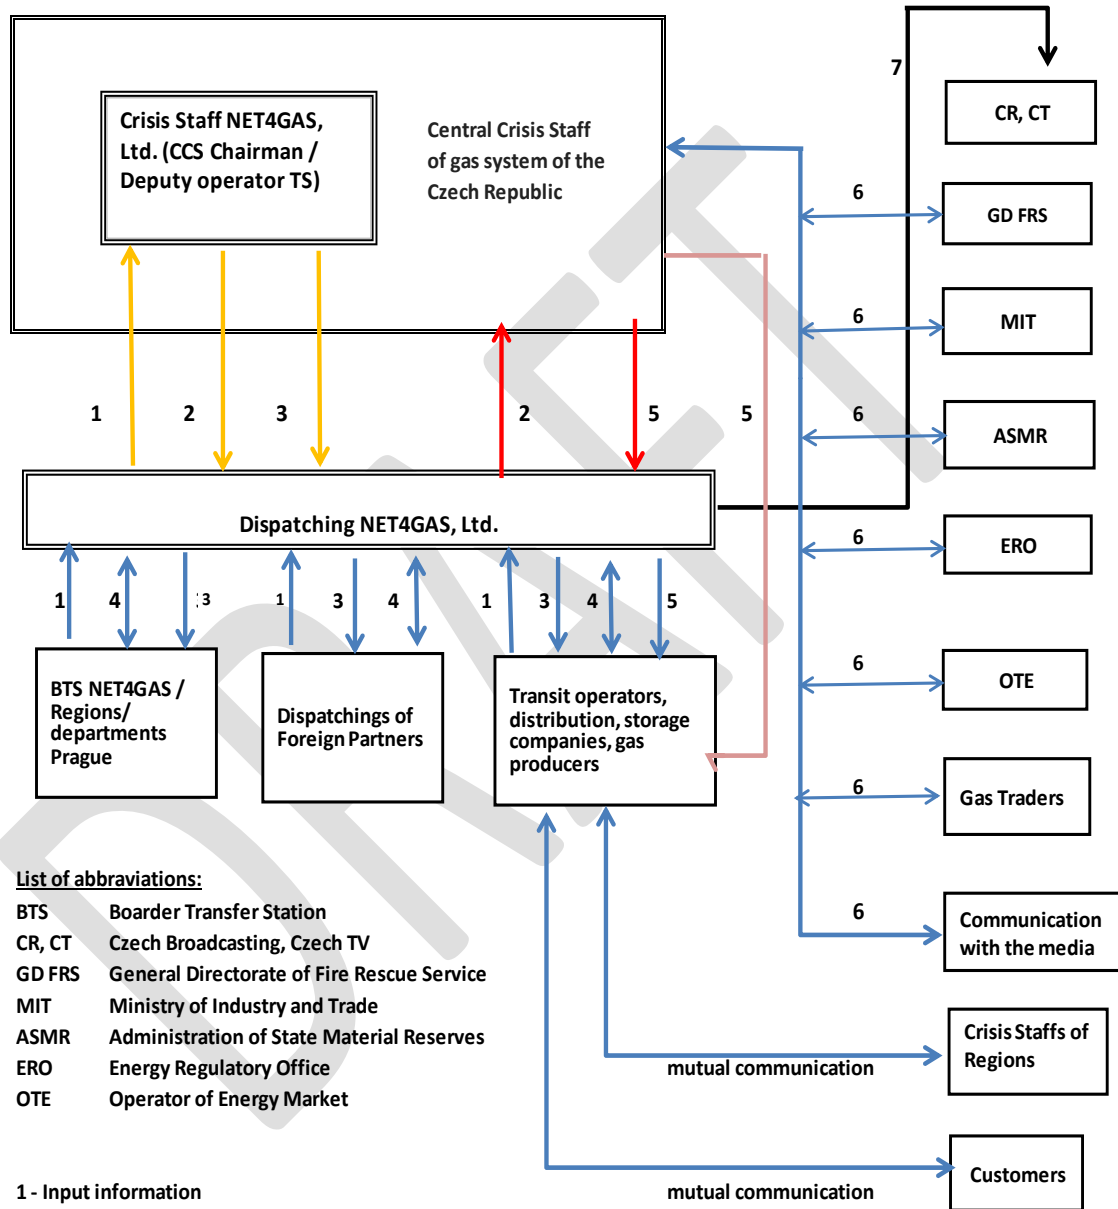 7
Crisis Staff NET4GAS,
Ltd. (CCS Chairman /
Deputy operator TS)
Central Crisis Staff
of gas system of the
Czech Republic
CR, CT
6
GD FRS
6
MIT
1
2
3
2
5
5
6
ASMR
Dispatching NET4GAS, Ltd.
6
ERO
1
4
3
1
3
4
1
3
4
5
BTS NET4GAS /
Regions/
departments
Prague
Dispatchings of
Foreign Partners
Transit operators,
distribution, storage
companies, gas
producers
6
OTE
6
Gas Traders
6
Communication
with the media
List of abbraviations:
BTS Boarder Transfer Station
CR, CT Czech Broadcasting, Czech TV
GD FRS General Directorate of Fire Rescue Service
MIT Ministry of Industry and Trade
ASMR Administration of State Material Reserves
ERO Energy Regulatory Office
OTE Operator of Energy Market
Crisis Staffs of
Regions
mutual communication
Customers
mutual communication
1 - Input information
DRAFT